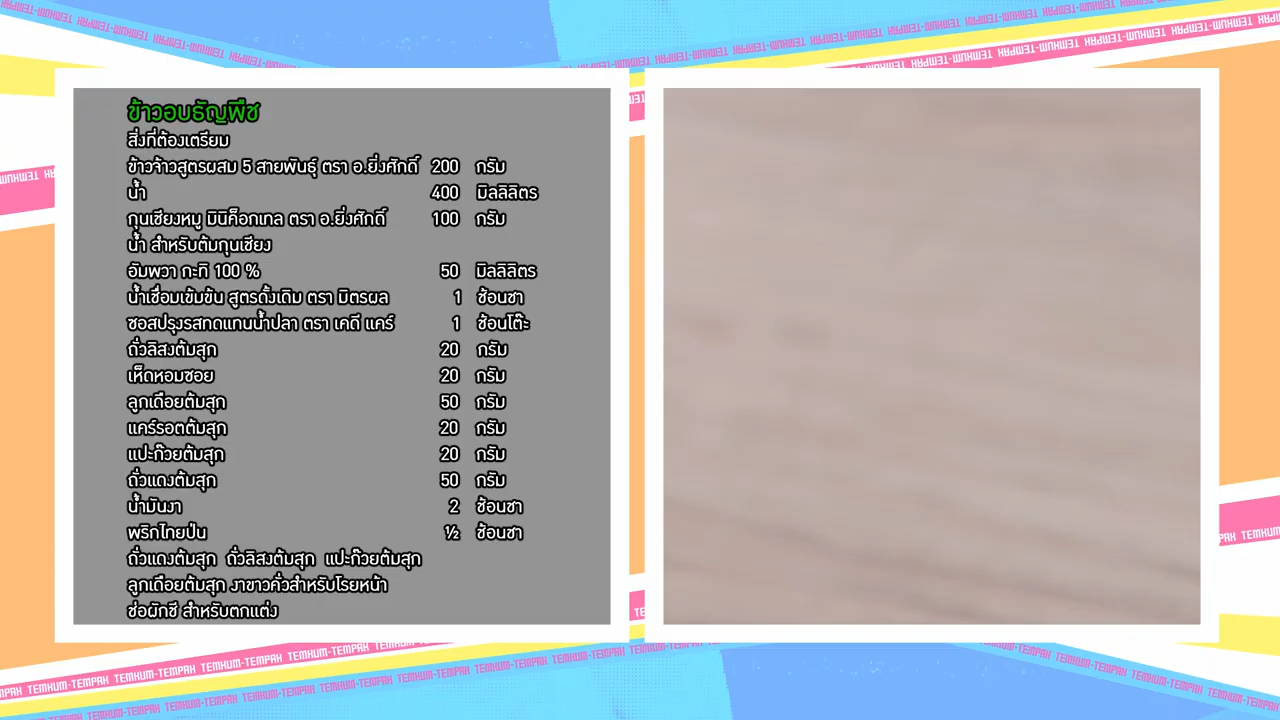 ข้าวอบธัญพืช
สิ่งที่ต้องเตรียม
ข้าวจ้าวสูตรผสม 5 สายพันธุ์ ตรา อ.ยิ่งศักดิ์ 200 กรัม
น้ำ 400 มิลลิลิตร
กุนเชียงหมู มินิค็อกเทล ตรา อ.ยิ่งศักดิ์ 100 กรัม
น้ำ สำหรับต้มกุนเชียง
อัมพวา กะทิ 100 % 50 มิลลิลิตร
น้ำเชื่อมเข้มข้น สูตรดั้งเดิม ตรา มิตรผล 1 ช้อนชา
ซอสปรุงรสทดแทนน้ำปลา ตรา เคดี แคร์ 1 ช้อนโต๊ะ
ถั่วลิสงต้มสุก 20 กรัม
เห็ดหอมซอย 20 กรัม
ลูกเดือยต้มสุก 50 กรัม
แคร์รอตต้มสุก 20 กรัม
แปะก๊วยต้มสุก 20 กรัม
ถั่วแดงต้มสุก 50 กรัม
น้ำมันงา 2 ช้อนชา
พริกไทยป่น ½ ช้อนชา
ถั่วแดงต้มสุก ถั่วลิสงต้มสุก แปะก๊วยต้มสุก
ลูกเดือยต้มสุก งาขาวคั่วสำหรับโรยหน้า
ช่อผักชี สำหรับตกแต่ง
TEMKUM-TEMPAK TEMKUM-TEMPAK TEMKUM-TEMPAK TEMKUM-TEMPAK